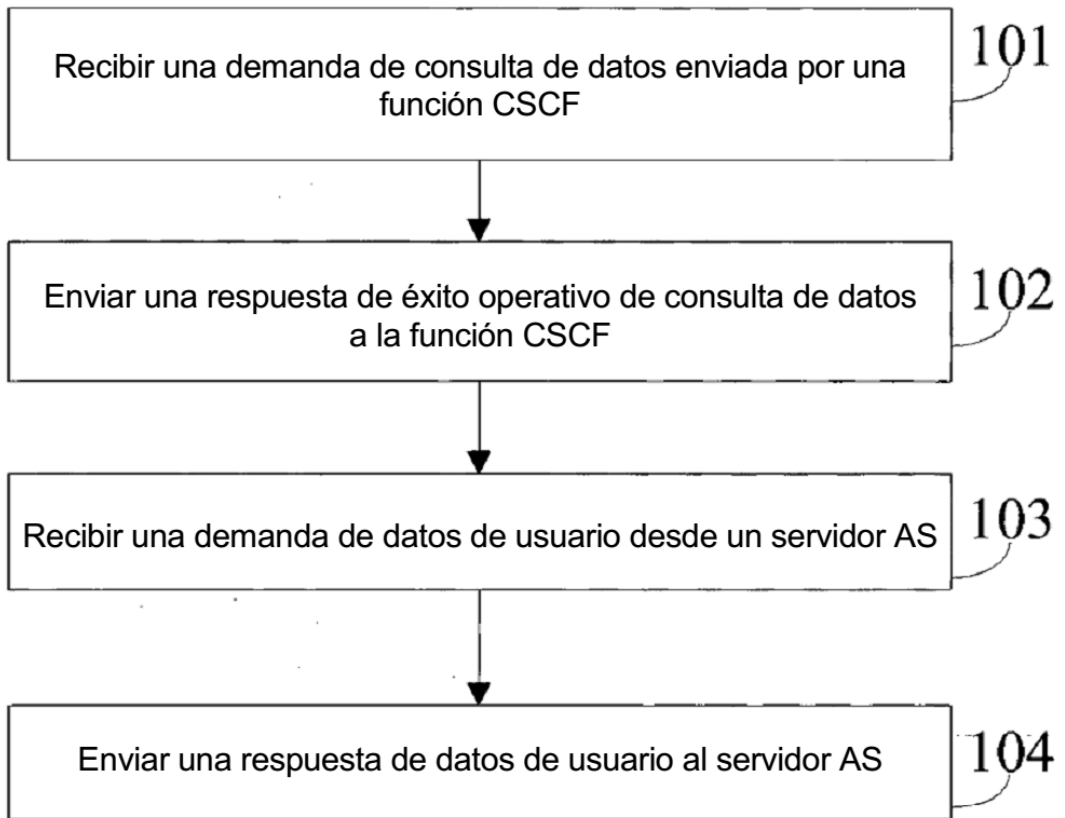 Recibir una demanda de consulta de datos enviada por una
función CSCF
101
Enviar una respuesta de éxito operativo de consulta de datos
a la función CSCF
102
Recibir una demanda de datos de usuario desde un servidor AS
103
Enviar una respuesta de datos de usuario al servidor AS
104